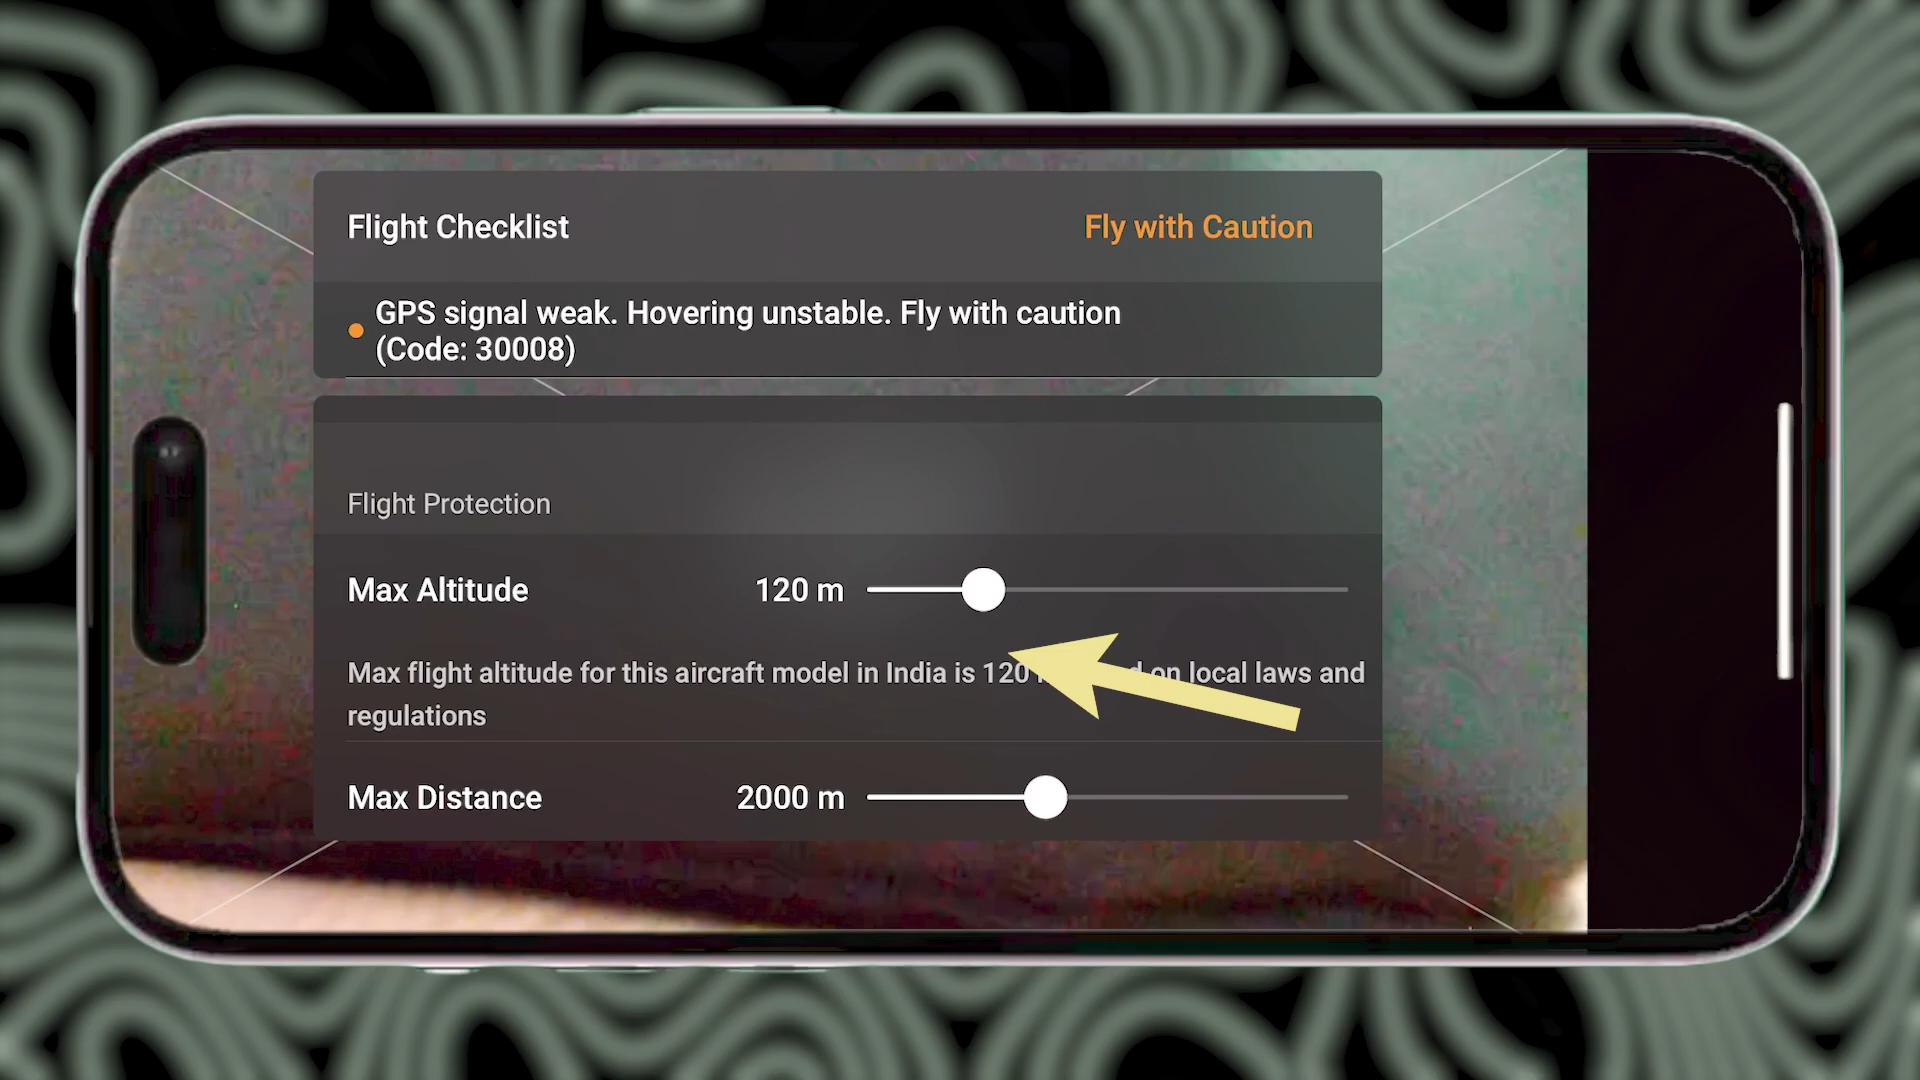 Flight Checklist
Fly with Caution
GPS signal weak. Hovering unstable. Fly with caution
(Code: 30008)
Flight Protection
Max Altitude
120 m
Max flight altitude for this aircraft model in India is 120 on local laws and
regulations
Max Distance
2000 m